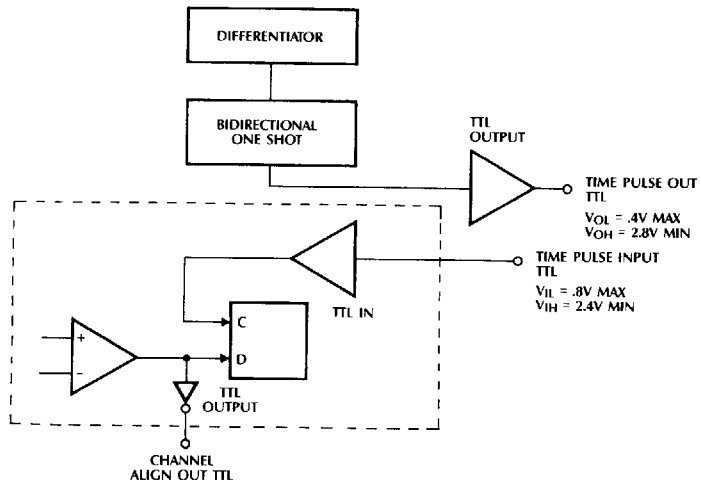 DIFFERENTIATOR
BIDIRECTIONAL
ONE SHOT
TTL
OUTPUT
TIME PULSE OUT
TTL
VOL = .4V MAX
VOH = 2.8V MIN
TIME PULSE INPUT
TTL
VIL = .8V MAX
VIH = 2.4V MIN
TTL IN
C
D
+
−
TTL
OUTPUT
CHANNEL
ALIGN OUT TTL